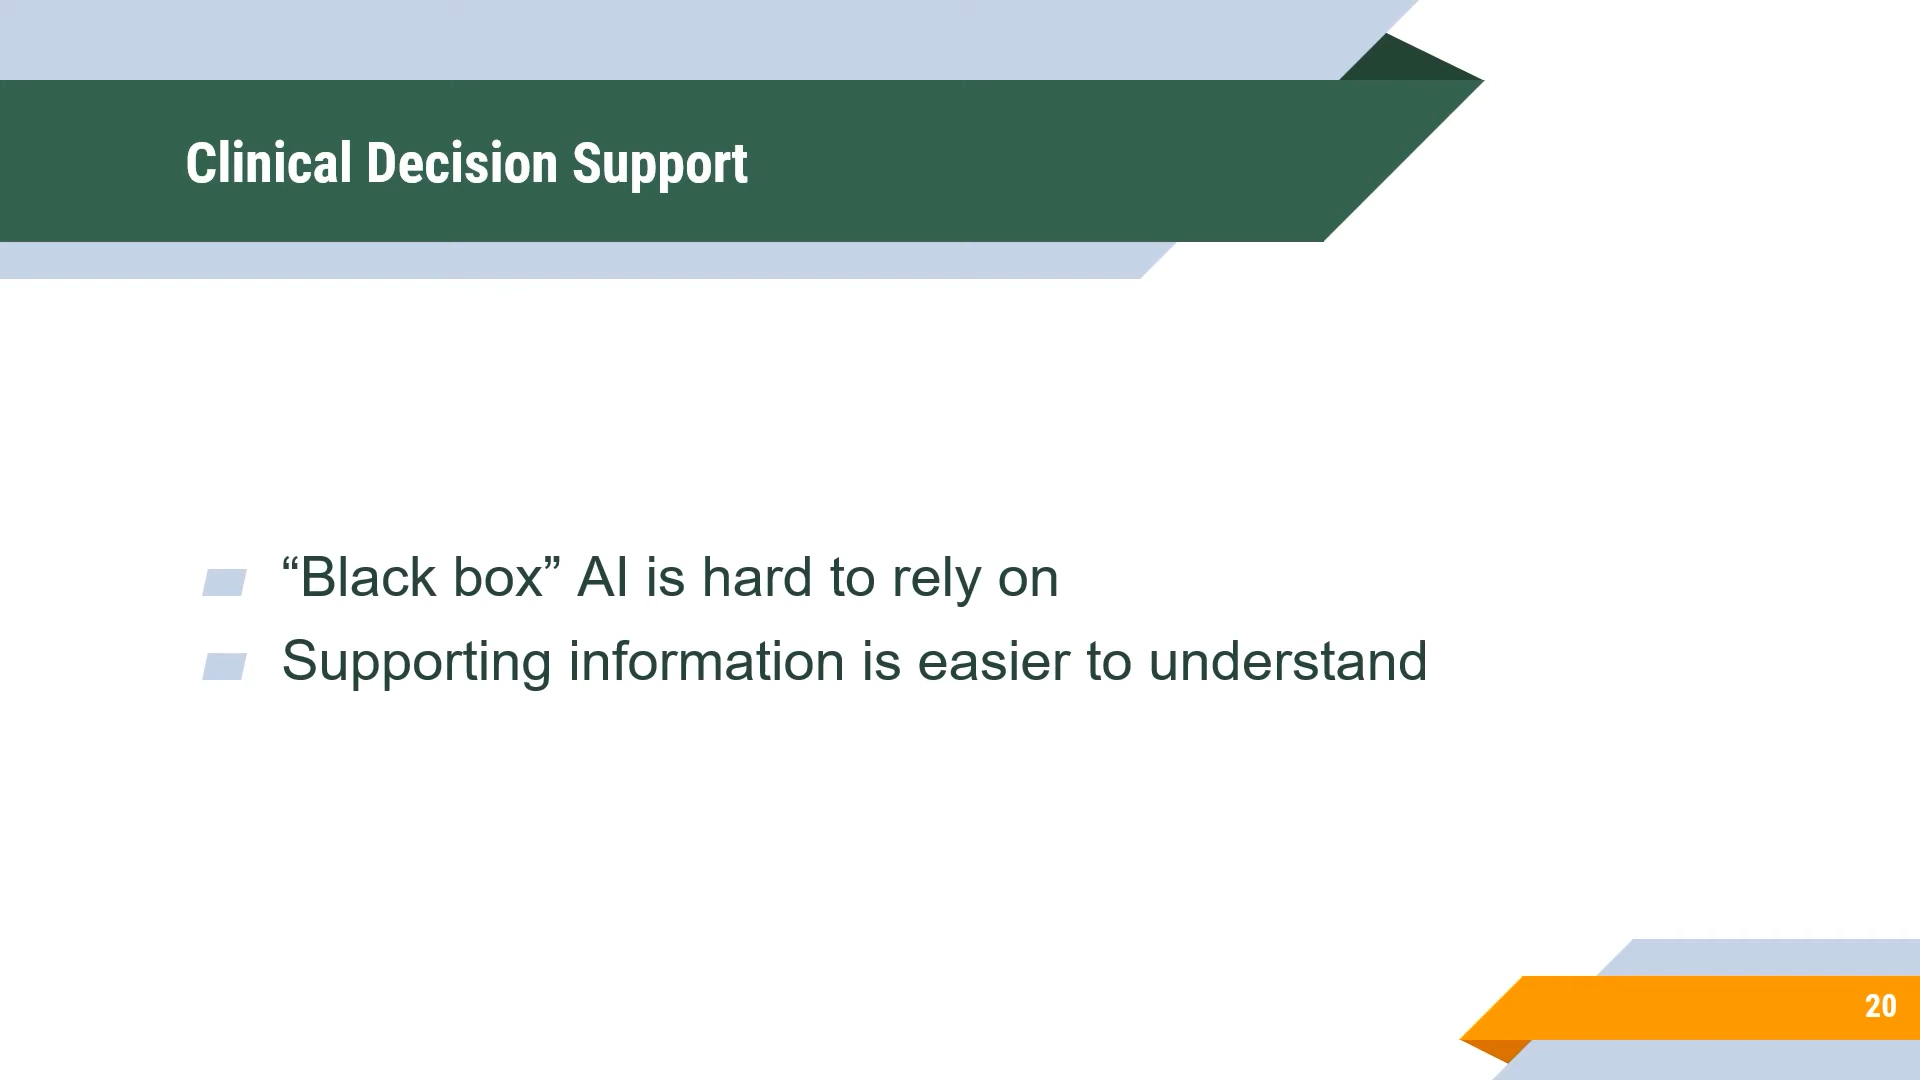 Clinical Decision Support
“Black box” AI is hard to rely on
Supporting information is easier to understand
20